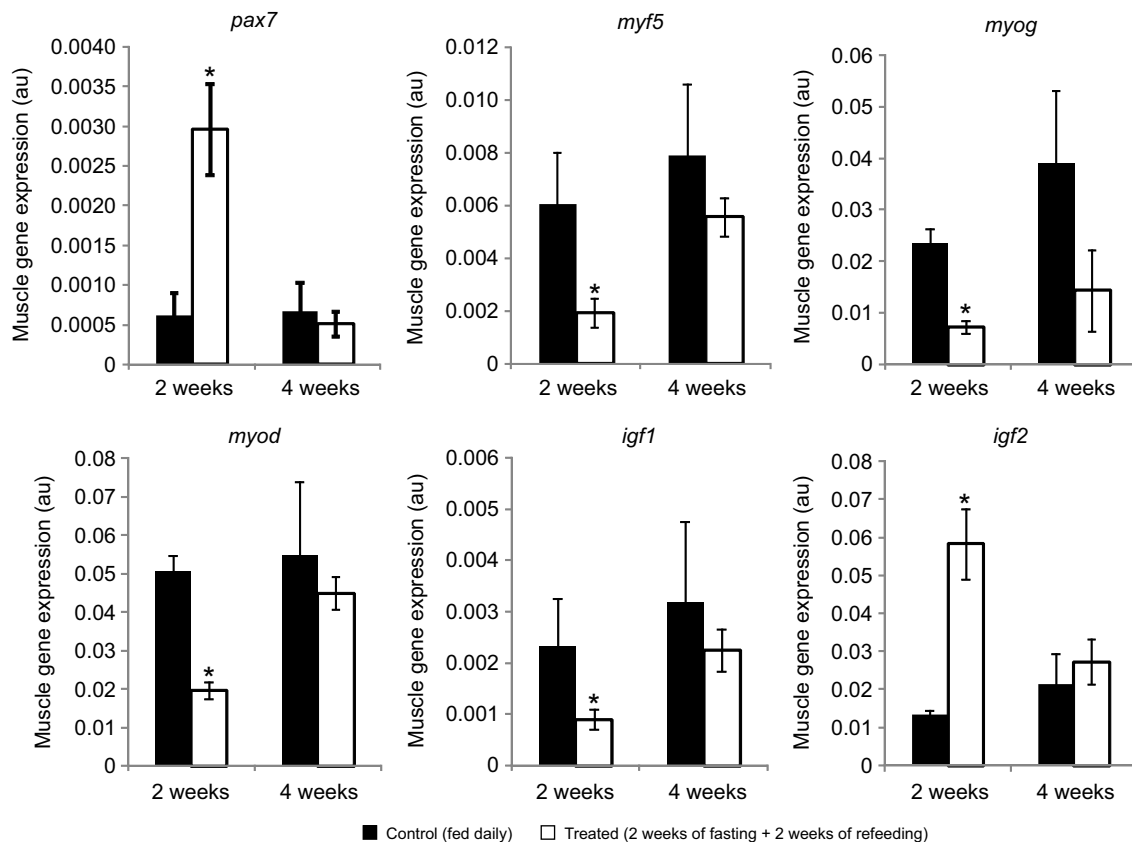 pax7
Muscle gene expression (au)
0.0040
0.0035
0.0030
0.0025
0.0020
0.0015
0.0010
0.0005
0
*
2 weeks 4 weeks
myf5
Muscle gene expression (au)
0.012
0.010
0.008
0.006
0.004
0.002
0
*
2 weeks 4 weeks
myog
Muscle gene expression (au)
0.06
0.05
0.04
0.03
0.02
0.01
0
*
2 weeks 4 weeks
myod
Muscle gene expression (au)
0.08
0.07
0.06
0.05
0.04
0.03
0.02
0.01
0
*
2 weeks 4 weeks
igf1
Muscle gene expression (au)
0.006
0.005
0.004
0.003
0.002
0.001
0
*
2 weeks 4 weeks
igf2
Muscle gene expression (au)
0.08
0.07
0.06
0.05
0.04
0.03
0.02
0.01
0
*
2 weeks 4 weeks
Control (fed daily) Treated (2 weeks of fasting + 2 weeks of refeeding)